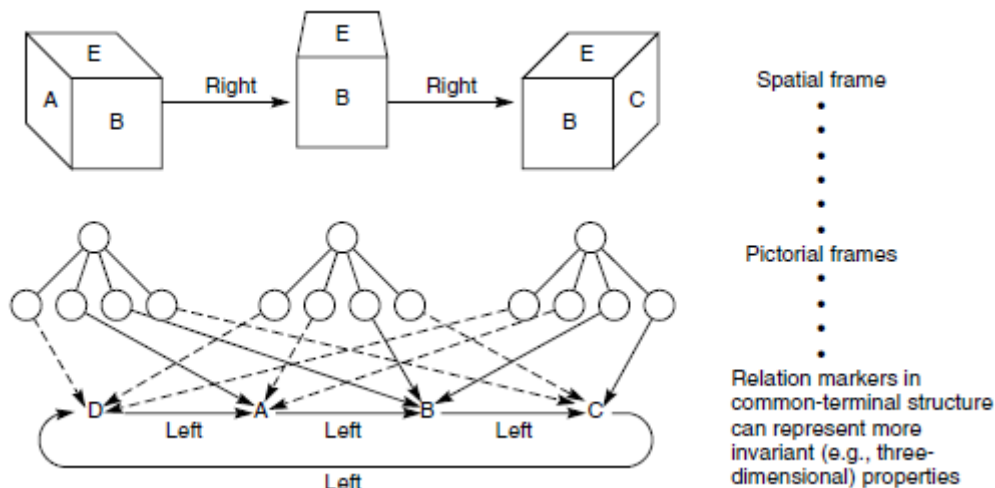 E
A
B
Right
E
B
Right
E
B
C
Spatial frame
Pictorial frames
D
A
B
C
Left
Left
Left
Left
Relation markers in
common-terminal structure
can represent more
invariant (e.g., three-
dimensional) properties